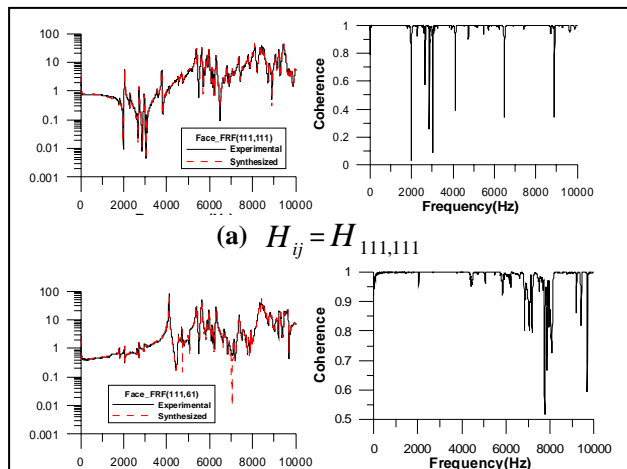 100
10
1
0.1
0.01
0.001
Face_FRF(111,111)
Experimental
Synthesized
0 2000 4000 6000 8000 10000
Coherence
1
0.8
0.6
0.4
0.2
0
0 2000 4000 6000 8000 10000
Frequency(Hz)
(a) H_ij = H_111,111
100
10
1
0.1
0.01
0.001
Face_FRF(111,61)
Experimental
Synthesized
0 2000 4000 6000 8000 10000
Coherence
1
0.9
0.8
0.7
0.6
0.5
0 2000 4000 6000 8000 10000
Frequency(Hz)